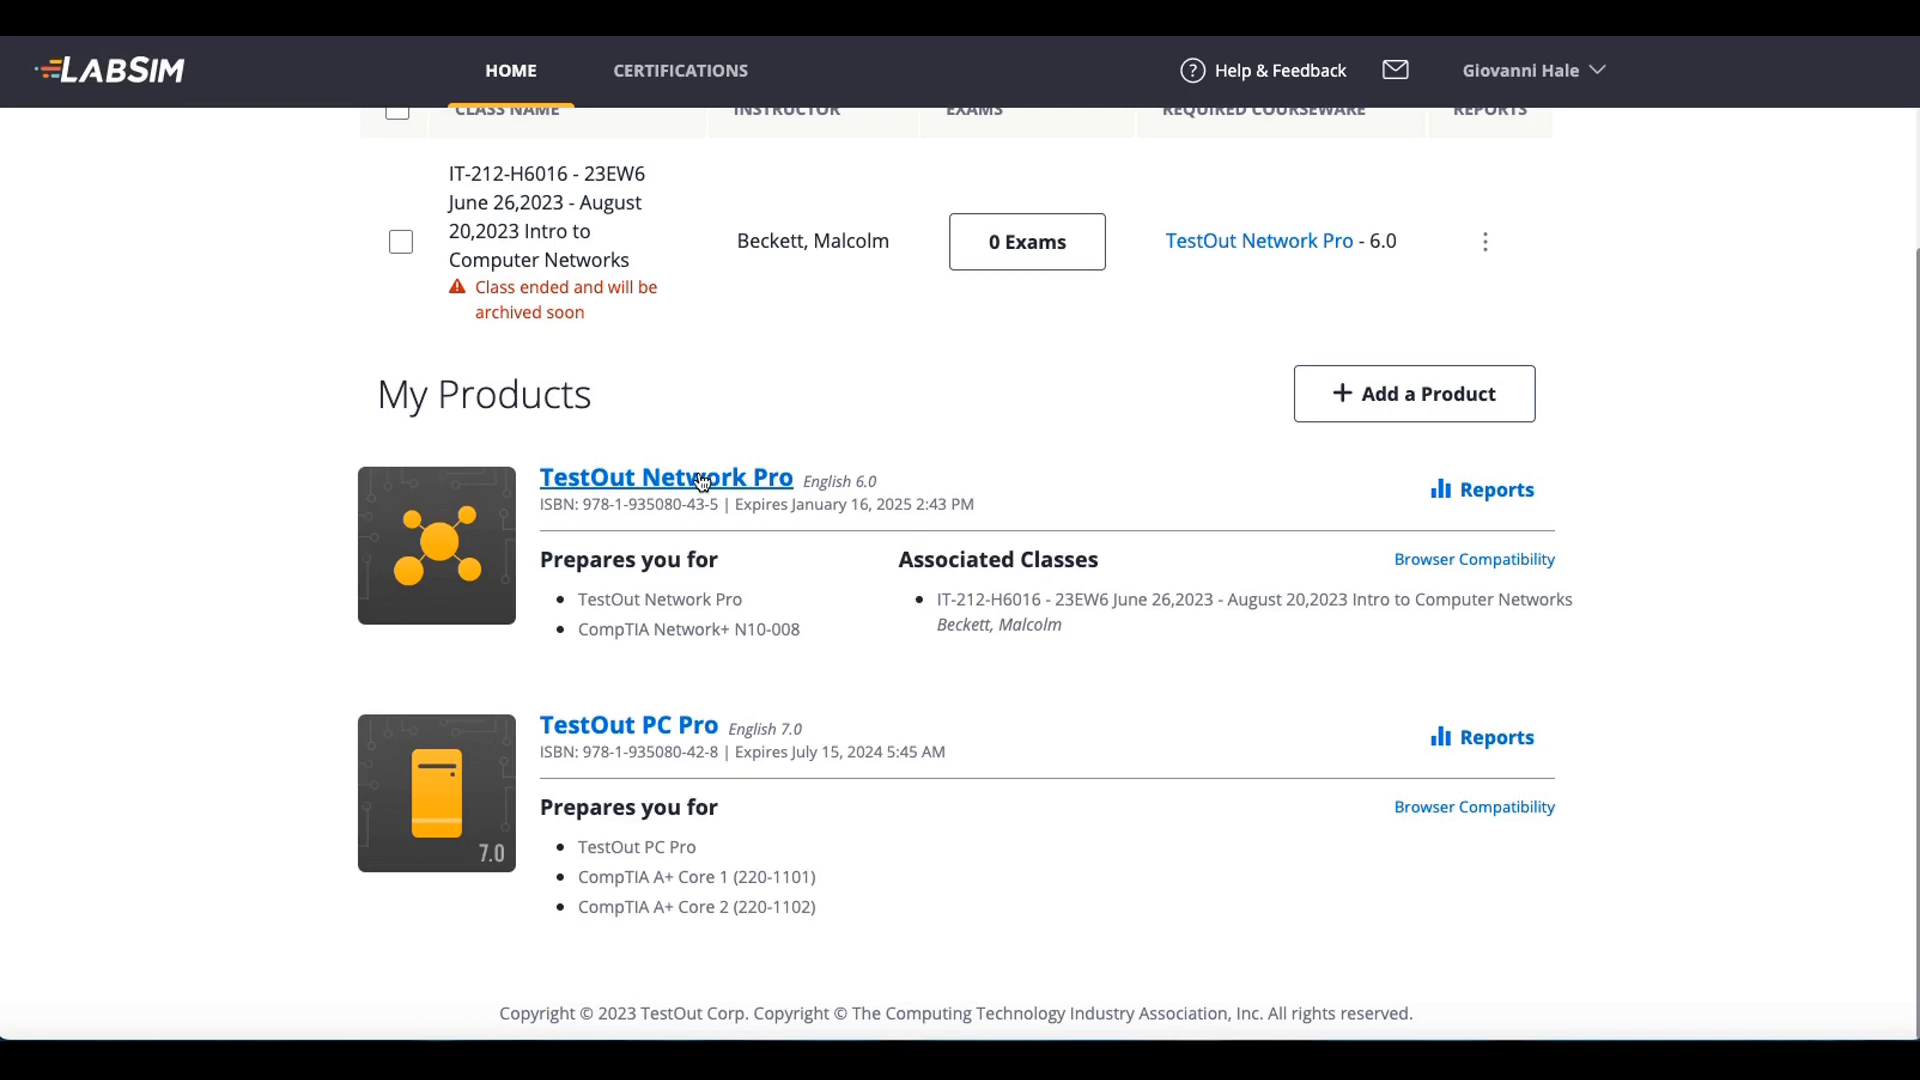 LABSIM
HOME
CERTIFICATIONS
Help & Feedback
Giovanni Hale
CLASS NAME
INSTRUCTOR
EXAMS
REQUIRED COURSEWARE
REPORTS
IT-212-H6016 - 23EW6
June 26,2023 - August
20,2023 Intro to
Computer Networks
Class ended and will be
archived soon
Beckett, Malcolm
0 Exams
TestOut Network Pro - 6.0
My Products
+ Add a Product
TestOut Network Pro English 6.0
ISBN: 978-1-935080-43-5 | Expires January 16, 2025 2:43 PM
Reports
Prepares you for
TestOut Network Pro
CompTIA Network+ N10-008
Associated Classes
IT-212-H6016 - 23EW6 June 26,2023 - August 20,2023 Intro to Computer Networks
Beckett, Malcolm
Browser Compatibility
7.0
TestOut PC Pro English 7.0
ISBN: 978-1-935080-42-8 | Expires July 15, 2024 5:45 AM
Reports
Prepares you for
TestOut PC Pro
CompTIA A+ Core 1 (220-1101)
CompTIA A+ Core 2 (220-1102)
Browser Compatibility
Copyright © 2023 TestOut Corp. Copyright © The Computing Technology Industry Association, Inc. All rights reserved.